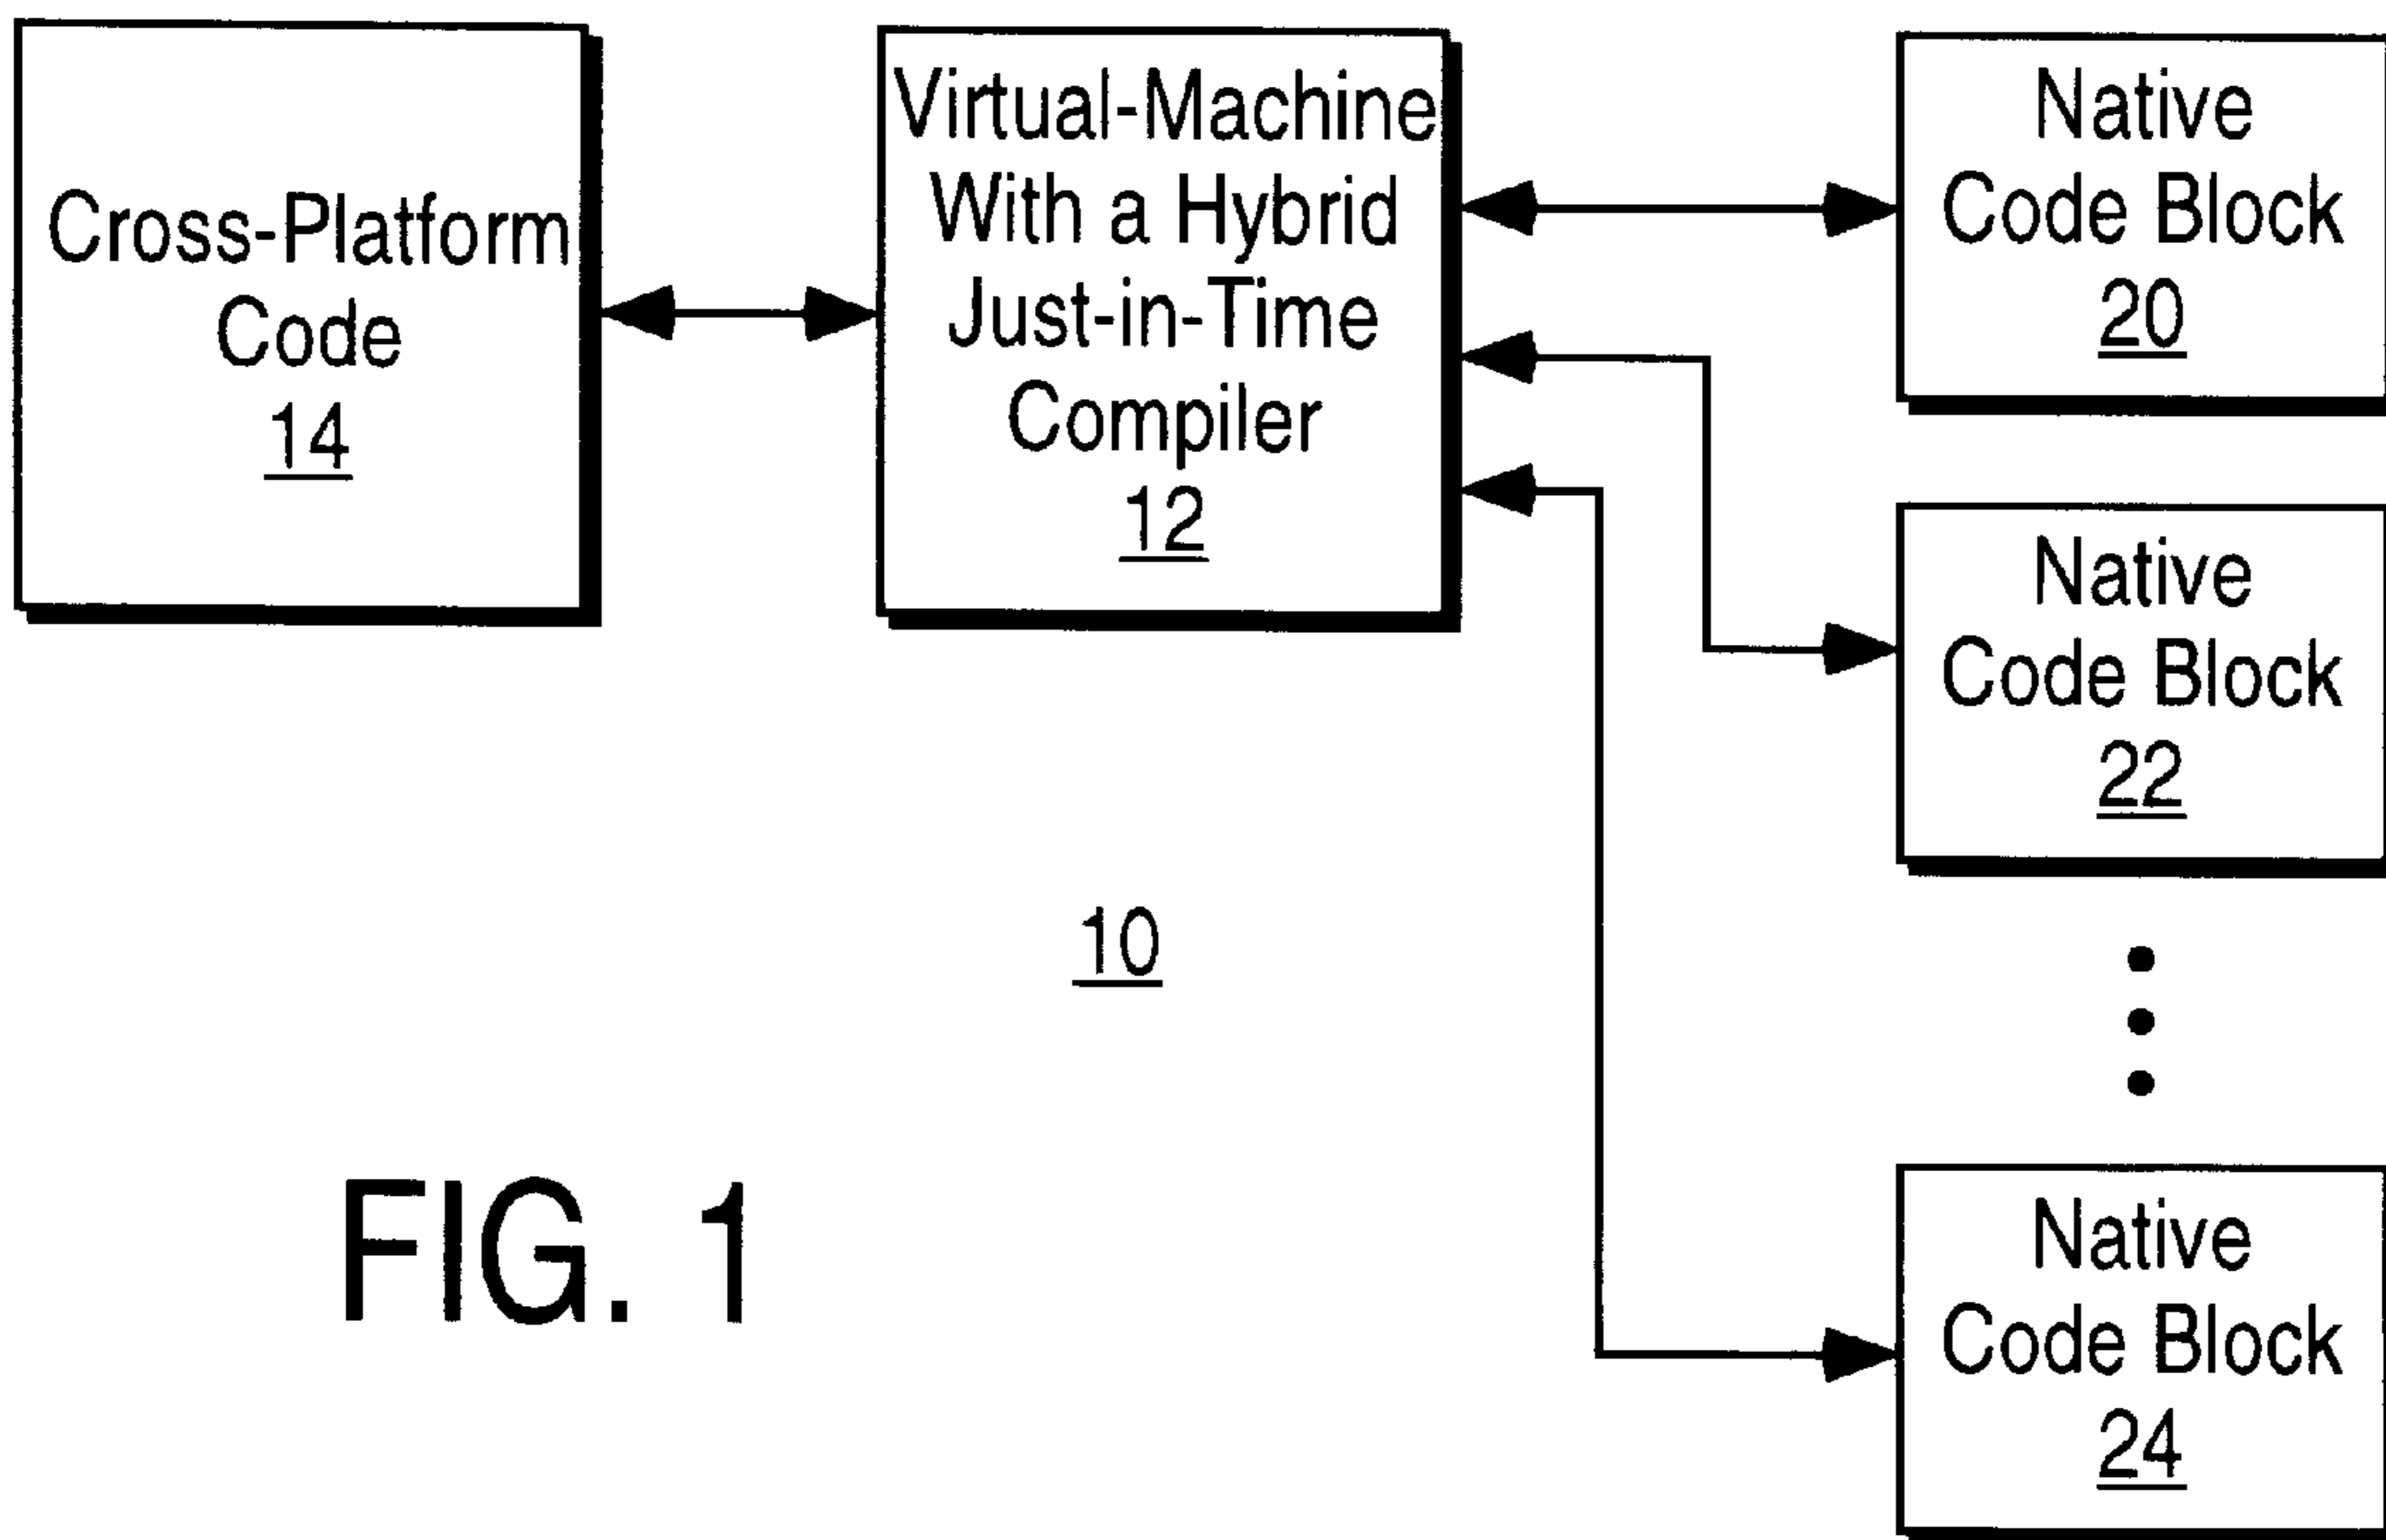 Cross-Platform
Code
14
Virtual-Machine
With a Hybrid
Just-in-Time
Compiler
12
Native
Code Block
20
Native
Code Block
22
Native
Code Block
24
10
FIG. 1